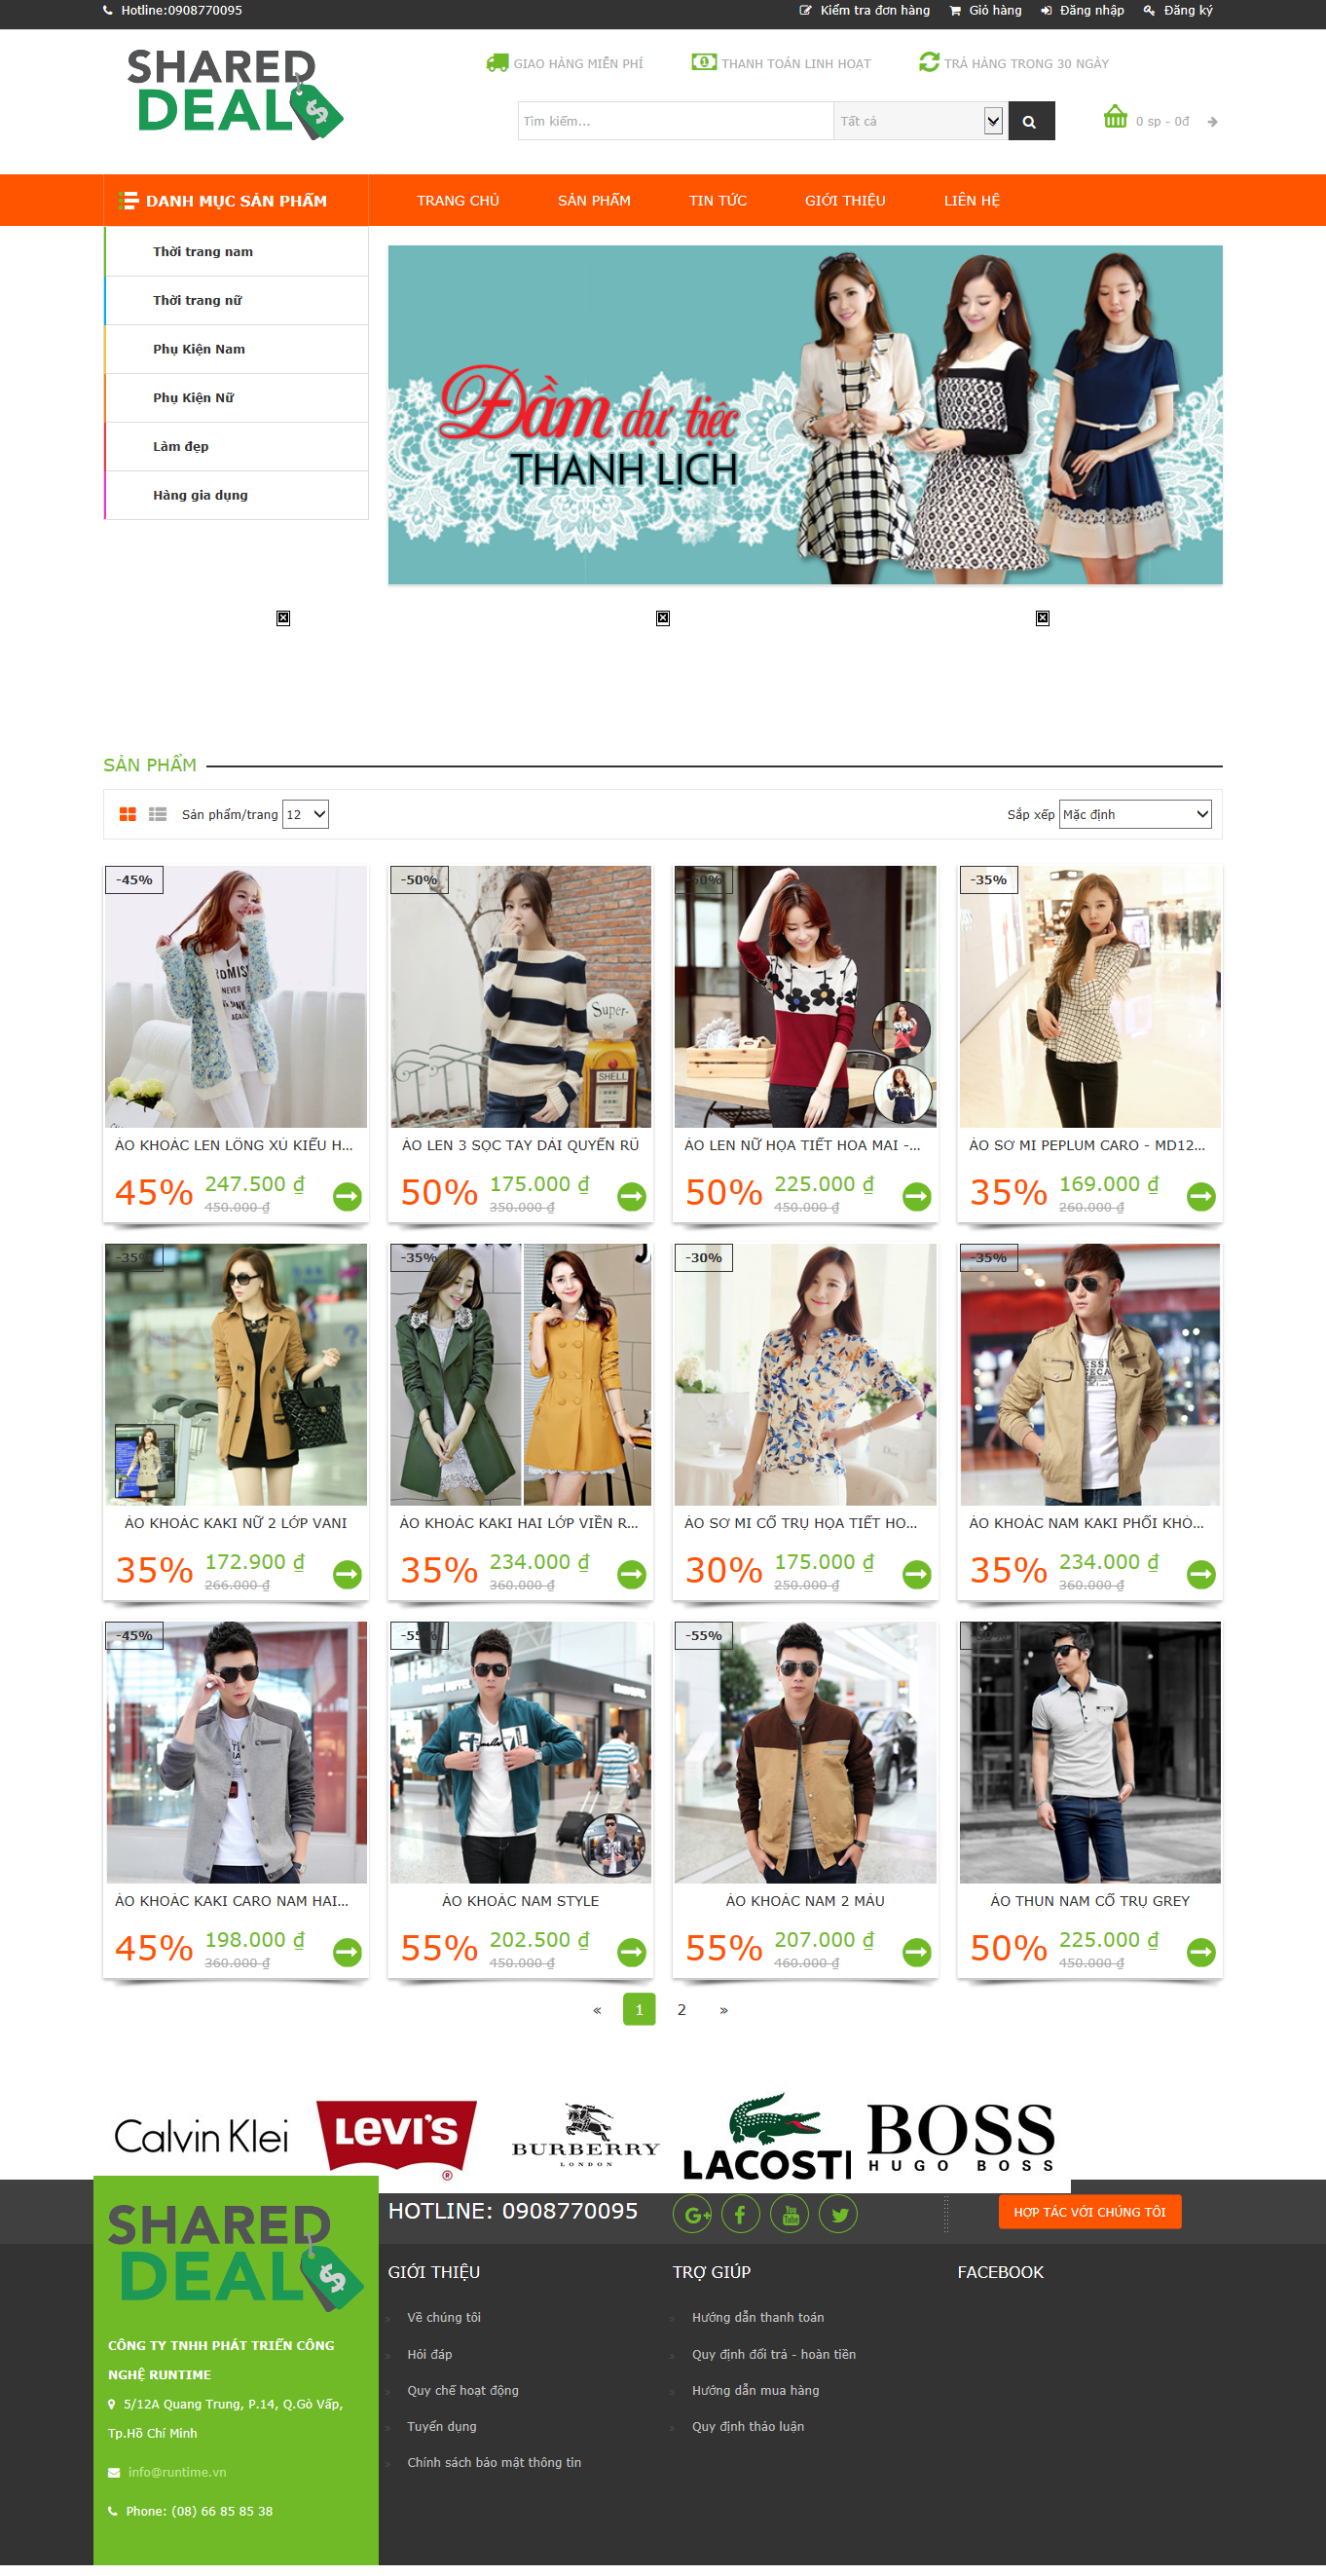 Hotline:0908770095
Kiểm tra đơn hàng
Giỏ hàng
Đăng nhập
Đăng ký
SHARED
DEAL
$
GIAO HÀNG MIỄN PHÍ
THANH TOÁN LINH HOẠT
TRẢ HÀNG TRONG 30 NGÀY
Tìm kiếm...
Tất cả
0 sp - 0đ
DANH MỤC SẢN PHẨM
TRANG CHỦ
SẢN PHẨM
TIN TỨC
GIỚI THIỆU
LIÊN HỆ
Thời trang nam
Thời trang nữ
Phụ Kiện Nam
Phụ Kiện Nữ
Làm đẹp
Hàng gia dụng
Đầm dự tiệc
THANH LỊCH
SẢN PHẨM
Sản phẩm/trang 12
Sắp xếp Mặc định
-45%
-50%
-50%
-35%
Super-
SHELL
ÁO KHOÁC LEN LÔNG XÙ KIỂU H...
ÁO LEN 3 SỌC TAY DÀI QUYẾN RŨ
ÁO LEN NỮ HỌA TIẾT HOA MAI -...
ÁO SƠ MI PEPLUM CARO - MD12...
45% 247.500 ₫
450.000 ₫
50% 175.000 ₫
350.000 ₫
50% 225.000 ₫
450.000 ₫
35% 169.000 ₫
260.000 ₫
-35%
-35%
-30%
-35%
ÁO KHOÁC KAKI NỮ 2 LỚP VANI
ÁO KHOÁC KAKI HAI LỚP VIỀN R...
ÁO SƠ MI CỔ TRỤ HỌA TIẾT HO...
ÁO KHOÁC NAM KAKI PHỐI KHÓ...
35% 172.900 ₫
266.000 ₫
35% 234.000 ₫
360.000 ₫
30% 175.000 ₫
250.000 ₫
35% 234.000 ₫
360.000 ₫
-45%
-55%
-55%
-50%
ÁO KHOÁC KAKI CARO NAM HAI...
ÁO KHOÁC NAM STYLE
ÁO KHOÁC NAM 2 MÀU
ÁO THUN NAM CỔ TRỤ GREY
45% 198.000 ₫
360.000 ₫
55% 202.500 ₫
450.000 ₫
55% 207.000 ₫
460.000 ₫
50% 225.000 ₫
450.000 ₫
« 1 2 »
Calvin Klei
LEVI'S
®
BURBERRY
LONDON
LACOSTI
BOSS
HUGO BOSS
SHARED
DEAL
$
HOTLINE: 0908770095
HỢP TÁC VỚI CHÚNG TÔI
CÔNG TY TNHH PHÁT TRIỂN CÔNG
NGHỆ RUNTIME
5/12A Quang Trung, P.14, Q.Gò Vấp,
Tp.Hồ Chí Minh
info@runtime.vn
Phone: (08) 66 85 85 38
GIỚI THIỆU
Về chúng tôi
Hỏi đáp
Quy chế hoạt động
Tuyển dụng
Chính sách bảo mật thông tin
TRỢ GIÚP
Hướng dẫn thanh toán
Quy định đổi trả - hoàn tiền
Hướng dẫn mua hàng
Quy định thảo luận
FACEBOOK